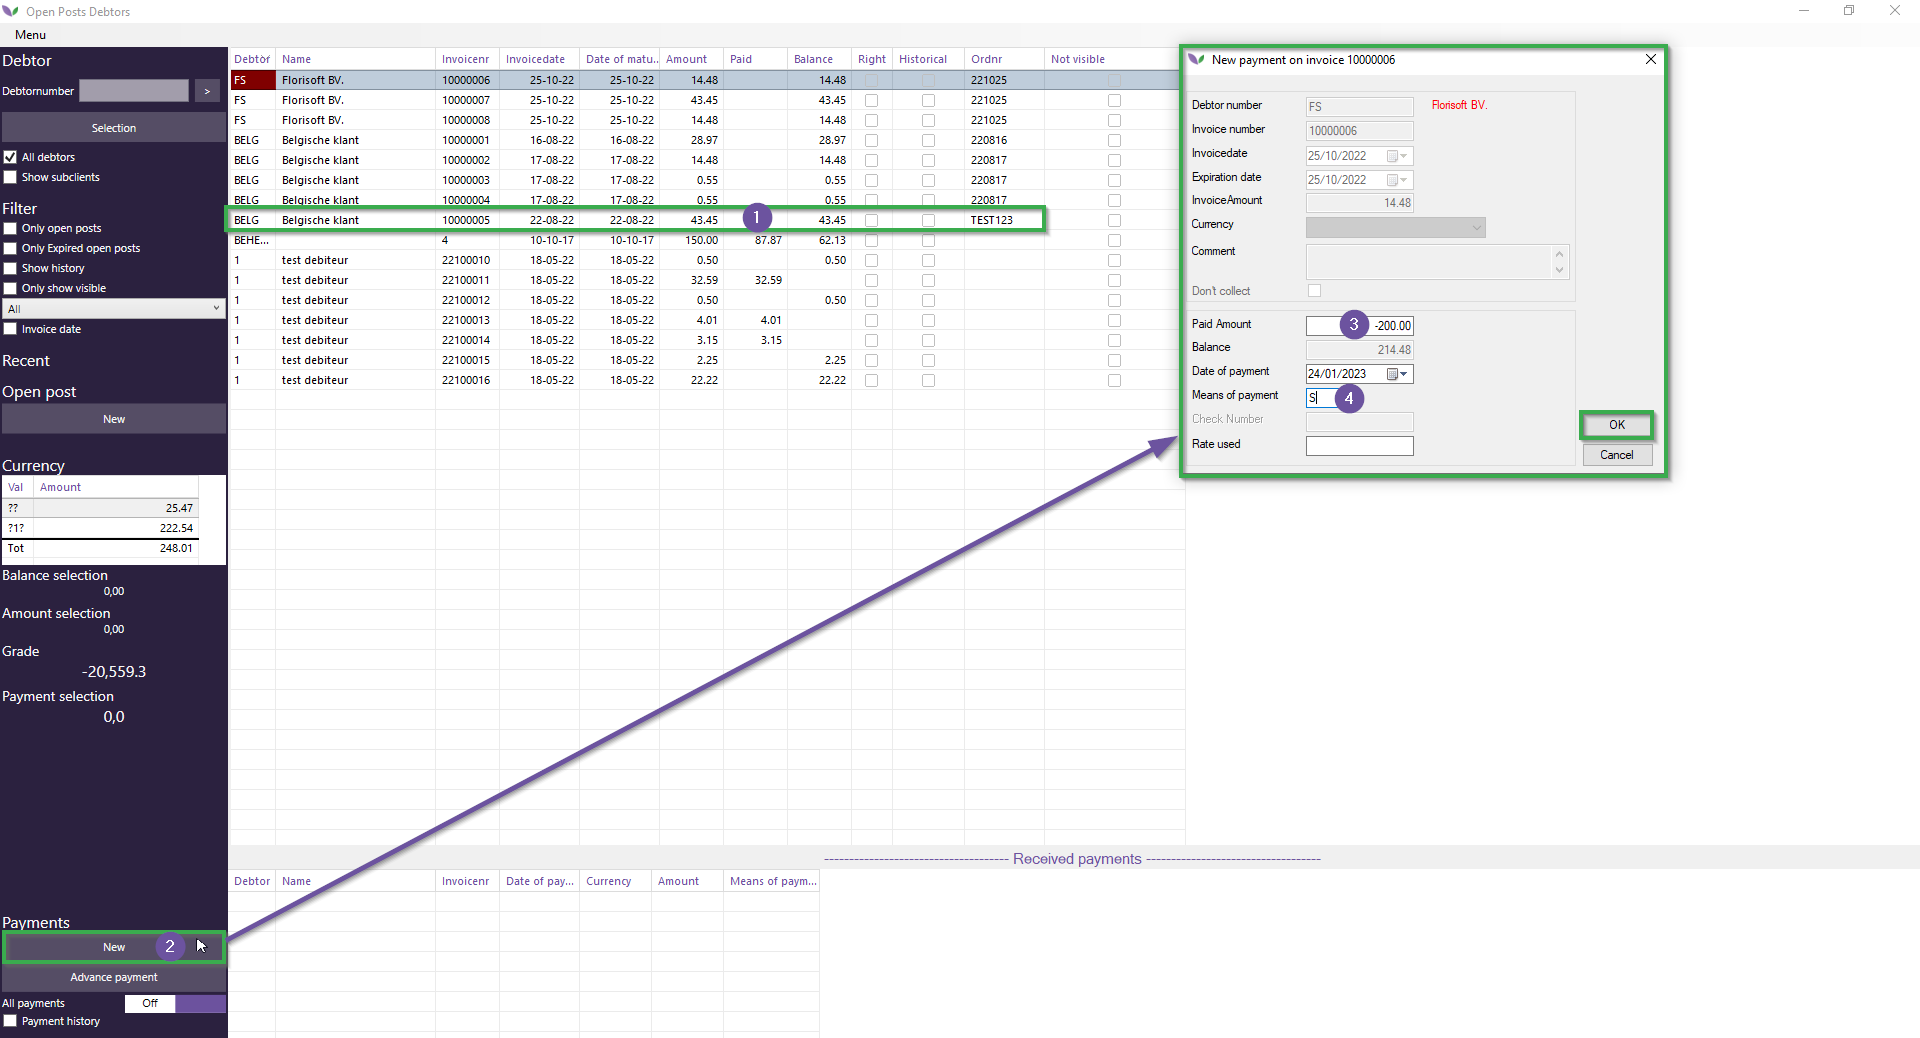 Open Posts Debtors
Menu
Debtor
Debtornumber >
Selection
All debtors
Show subclients
Filter
Only open posts
Only Expired open posts
Show history
Only show visible
All
Invoice date
Recent
Open post
New
Currency
Val Amount
?? 25.47
?1? 222.54
Tot 248.01
Balance selection
0,00
Amount selection
0,00
Grade
-20,559.3
Payment selection
0,0
Payments
New 2
Advance payment
All payments Off
Payment history
Debtor Name Invoicenr Invoicedate Date of matu... Amount Paid Balance Right Historical Ordnr Not visible
FS Florisoft BV. 10000006 25-10-22 25-10-22 14.48 14.48 221025
FS Florisoft BV. 10000007 25-10-22 25-10-22 43.45 43.45 221025
FS Florisoft BV. 10000008 25-10-22 25-10-22 14.48 14.48 221025
BELG Belgische klant 10000001 16-08-22 16-08-22 28.97 28.97 220816
BELG Belgische klant 10000002 17-08-22 17-08-22 14.48 14.48 220817
BELG Belgische klant 10000003 17-08-22 17-08-22 0.55 0.55 220817
BELG Belgische klant 10000004 17-08-22 17-08-22 0.55 0.55 220817
BELG Belgische klant 10000005 22-08-22 22-08-22 43.45 1 43.45 TEST123
BEHE... 4 10-10-17 10-10-17 150.00 87.87 62.13
1 test debiteur 22100010 18-05-22 18-05-22 0.50 0.50
1 test debiteur 22100011 18-05-22 18-05-22 32.59 32.59
1 test debiteur 22100012 18-05-22 18-05-22 0.50 0.50
1 test debiteur 22100013 18-05-22 18-05-22 4.01 4.01
1 test debiteur 22100014 18-05-22 18-05-22 3.15 3.15
1 test debiteur 22100015 18-05-22 18-05-22 2.25 2.25
1 test debiteur 22100016 18-05-22 18-05-22 22.22 22.22
Received payments
Debtor Name Invoicenr Date of pay... Currency Amount Means of paym...
New payment on invoice 10000006
Debtor number FS Florisoft BV.
Invoice number 10000006
Invoicedate 25/10/2022
Expiration date 25/10/2022
InvoiceAmount 14.48
Currency
Comment
Don't collect
Paid Amount 3 -200.00
Balance 214.48
Date of payment 24/01/2023
Means of payment S 4
Check Number
Rate used
OK
Cancel